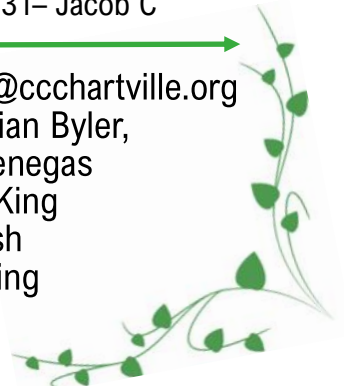 31– Jacob C
@ccchartville.org
ian Byler,
enegas
King
sh
ing